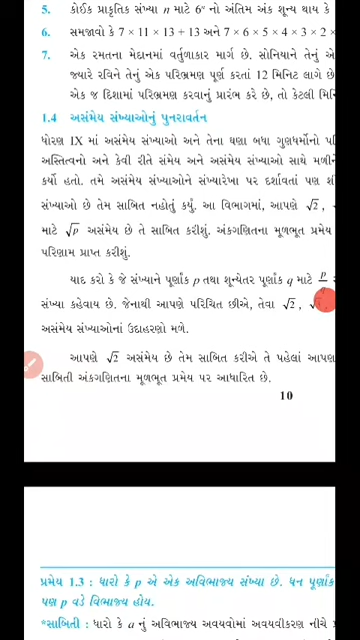 5. કોઈક પ્રાકૃતિક સંખ્યા n માટે 6ⁿ નો અંતિમ અંક શૂન્ય થાય કે
6. સમજાવો કે 7 × 11 × 13 + 13 અને 7 × 6 × 5 × 4 × 3 × 2 ×
7. એક રમતના મેદાનમાં વર્તુળાકાર માર્ગ છે. સોનિયાને તેનું એ
જ્યારે રવિને તેનું એક પરિભ્રમણ પૂર્ણ કરતાં 12 મિનિટ લાગે છે
એક જ દિશામાં પરિભ્રમણ કરવાનું પ્રારંભ કરે છે, તો કેટલી મિનિ
1.4 અસંમેય સંખ્યાઓનું પુનરાવર્તન
ધોરણ IX માં અસંમેય સંખ્યાઓ અને તેના ઘણા બધા ગુણધર્મોનો પ
અસ્તિત્વનો અને કેવી રીતે સંમેય અને અસંમેય સંખ્યાઓ સાથે મળીને
કર્યો હતો. તમે અસંમેય સંખ્યાઓને સંખ્યારેખા પર દર્શાવતાં પણ શી
સંખ્યાઓ છે તેમ સાબિત નહોતું કર્યું. આ વિભાગમાં, આપણે √2 ,
માટે √p અસંમેય છે તે સાબિત કરીશું. અંકગણિતના મૂળભૂત પ્રમેય
પરિણામ પ્રાપ્ત કરીશું.
યાદ કરો કે જે સંખ્યાને પૂર્ણાંક p તથા શૂન્યેતર પૂર્ણાંક q માટે p
સંખ્યા કહેવાય છે. જેનાથી આપણે પરિચિત છીએ, તેવા √2 ,
અસંમેય સંખ્યાઓનાં ઉદાહરણો મળે.
આપણે √2 અસંમેય છે તેમ સાબિત કરીએ તે પહેલાં આપણ
સાબિતી અંકગણિતના મૂળભૂત પ્રમેય પર આધારિત છે.
10
પ્રમેય 1.3 : ધારો કે p એ એક અવિભાજ્ય સંખ્યા છે. ધન પૂર્ણાંક
પણ p વડે વિભાજ્ય હોય.
*સાબિતી : ધારો કે a નું અવિભાજ્ય અવયવોમાં અવયવીકરણ નીચે પ્ર